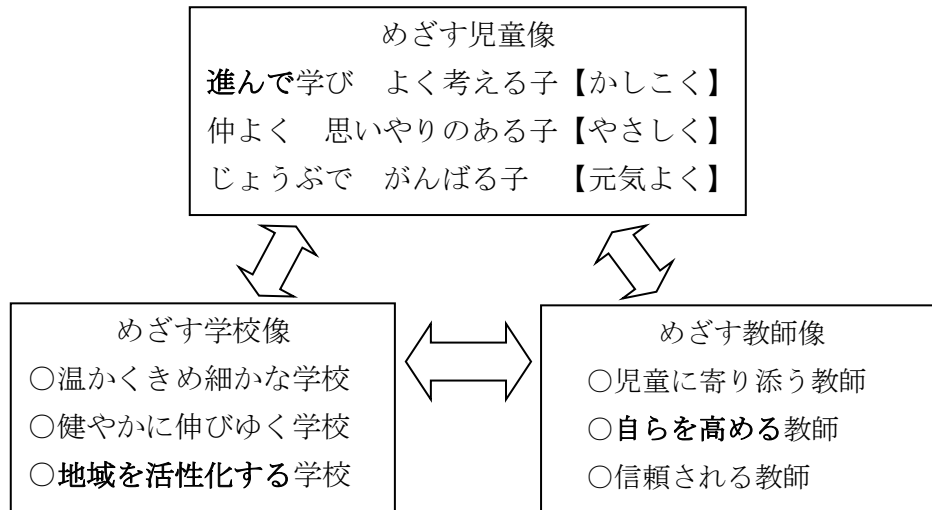 めざす児童像
進んで学び　よく考える子【かしこく】
仲よく　思いやりのある子【やさしく】
じょうぶで　がんばる子　【元気よく】
めざす学校像
○温かくきめ細かな学校
○健やかに伸びゆく学校
○地域を活性化する学校
めざす教師像
○児童に寄り添う教師
○自らを高める教師
○信頼される教師